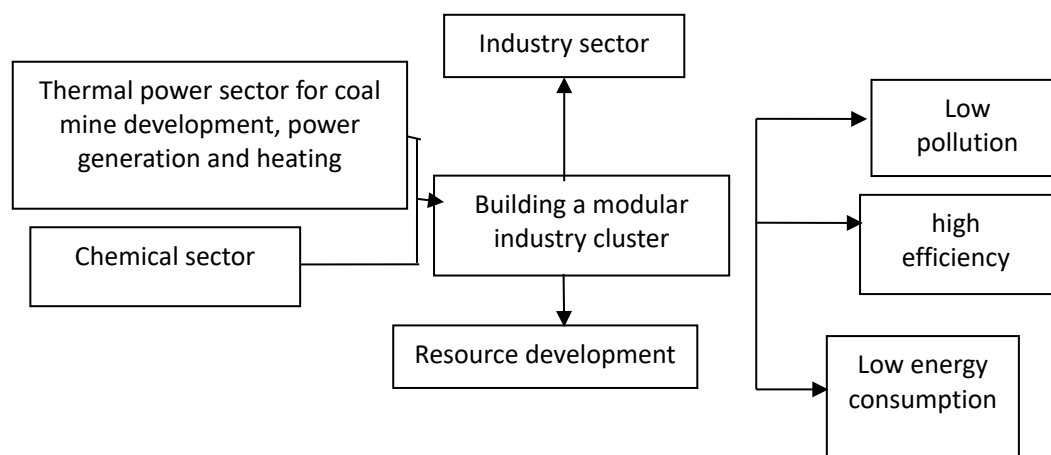 Industry sector
Thermal power sector for coal
mine development, power
generation and heating
Chemical sector
Building a modular
industry cluster
Resource development
Low
pollution
high
efficiency
Low energy
consumption